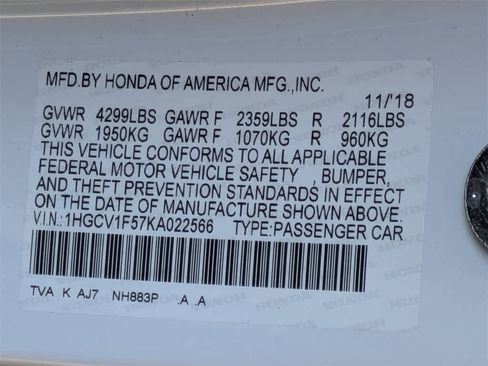 MFD.BY HONDA OF AMERICA MFG.,INC.
11/'18
GVWR 4299LBS GAWR F 2359LBS R 2116LBS
GVWR 1950KG GAWR F 1070KG R 960KG
THIS VEHICLE CONFORMS TO ALL APPLICABLE
FEDERAL MOTOR VEHICLE SAFETY , BUMPER,
AND THEFT PREVENTION STANDARDS IN EFFECT
ON THE DATE OF MANUFACTURE SHOWN ABOVE.
V.I.N.:1HGCV1F57KA022566 TYPE:PASSENGER CAR
TVA K AJ7 NH883P .A .A